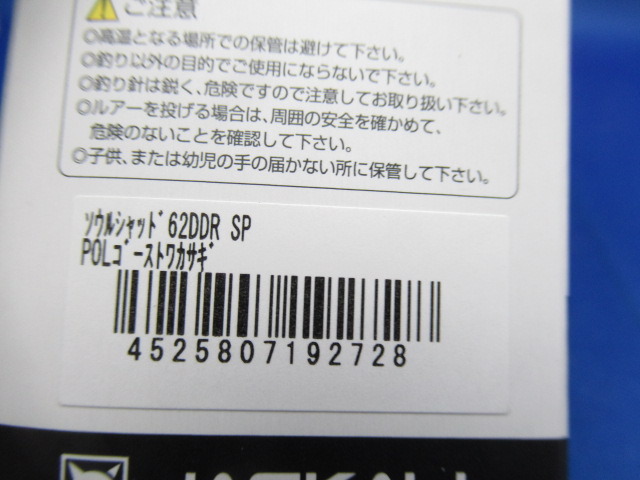 ご注意
◎高温となる場所での保管は避けて下さい。
◎釣り以外の目的でご使用にならないで下さい。
◎釣り針は鋭く、危険ですので注意してお取り扱い下さい。
◎ルアーを投げる場合は、周囲の安全を確かめて、
危険のないことを確認して下さい。
◎子供、または幼児の手の届かない所に保管して下さい。
ｿｳﾙｼｬｯﾄﾞ62DDR SP
POLｺﾞｰｽﾄﾜｶｻｷﾞ
4525807192728